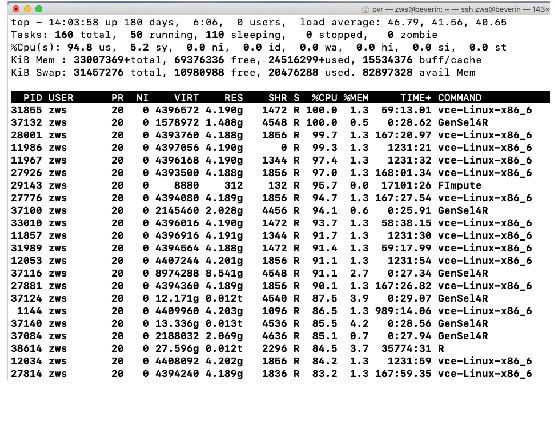 pvr — zws@beverin: ~ — ssh zws@beverin — 143×
top - 14:03:58 up 180 days,  6:06,  0 users,  load average: 46.79, 41.56, 40.65
Tasks: 160 total,  50 running, 110 sleeping,   0 stopped,   0 zombie
%Cpu(s): 94.8 us,  5.2 sy,  0.0 ni,  0.0 id,  0.0 wa,  0.0 hi,  0.0 si,  0.0 st
KiB Mem : 33007369+total, 69376336 free, 24516299+used, 15534376 buff/cache
KiB Swap: 31457276 total, 10980988 free, 20476288 used. 82897328 avail Mem
PID USER PR NI VIRT RES SHR S %CPU %MEM TIME+ COMMAND
31855 zws 20 0 4396572 4.190g 1844 R 100.0 1.3 59:13.01 vce-Linux-x86_6
37132 zws 20 0 1578972 1.488g 4548 R 100.0 0.5 0:28.62 GenSel4R
28001 zws 20 0 4393760 4.188g 1856 R 99.7 1.3 167:20.97 vce-Linux-x86_6
11986 zws 20 0 4397056 4.190g 0 R 99.3 1.3 1231:21 vce-Linux-x86_6
11967 zws 20 0 4396168 4.190g 1344 R 97.4 1.3 1231:32 vce-Linux-x86_6
27926 zws 20 0 4393500 4.188g 1856 R 97.0 1.3 168:01.34 vce-Linux-x86_6
29143 zws 20 0 8880 312 132 R 95.7 0.0 17101:26 FImpute
27776 zws 20 0 4394080 4.189g 1856 R 94.7 1.3 167:27.54 vce-Linux-x86_6
37100 zws 20 0 2145460 2.028g 4456 R 94.1 0.6 0:25.91 GenSel4R
33010 zws 20 0 4396016 4.190g 1472 R 93.7 1.3 58:38.15 vce-Linux-x86_6
11857 zws 20 0 4396916 4.191g 1344 R 91.7 1.3 1231:30 vce-Linux-x86_6
31989 zws 20 0 4394564 4.188g 1472 R 91.4 1.3 59:17.99 vce-Linux-x86_6
12053 zws 20 0 4407244 4.201g 1856 R 91.1 1.3 1231:54 vce-Linux-x86_6
37116 zws 20 0 8974288 8.541g 4548 R 91.1 2.7 0:27.34 GenSel4R
27881 zws 20 0 4394360 4.189g 1856 R 90.1 1.3 167:26.82 vce-Linux-x86_6
37124 zws 20 0 12.171g 0.012t 4540 R 87.5 3.9 0:29.07 GenSel4R
1144 zws 20 0 4409960 4.203g 1096 R 86.5 1.3 989:14.06 vce-Linux-x86_6
37140 zws 20 0 13.336g 0.013t 4536 R 85.5 4.2 0:28.56 GenSel4R
37084 zws 20 0 2188032 2.069g 4636 R 85.1 0.7 0:27.94 GenSel4R
38614 zws 20 0 27.596g 0.012t 2296 R 84.5 3.7 35774:31 R
12034 zws 20 0 4408092 4.202g 1856 R 84.2 1.3 1231:59 vce-Linux-x86_6
27814 zws 20 0 4394240 4.189g 1836 R 83.2 1.3 167:59.35 vce-Linux-x86_6